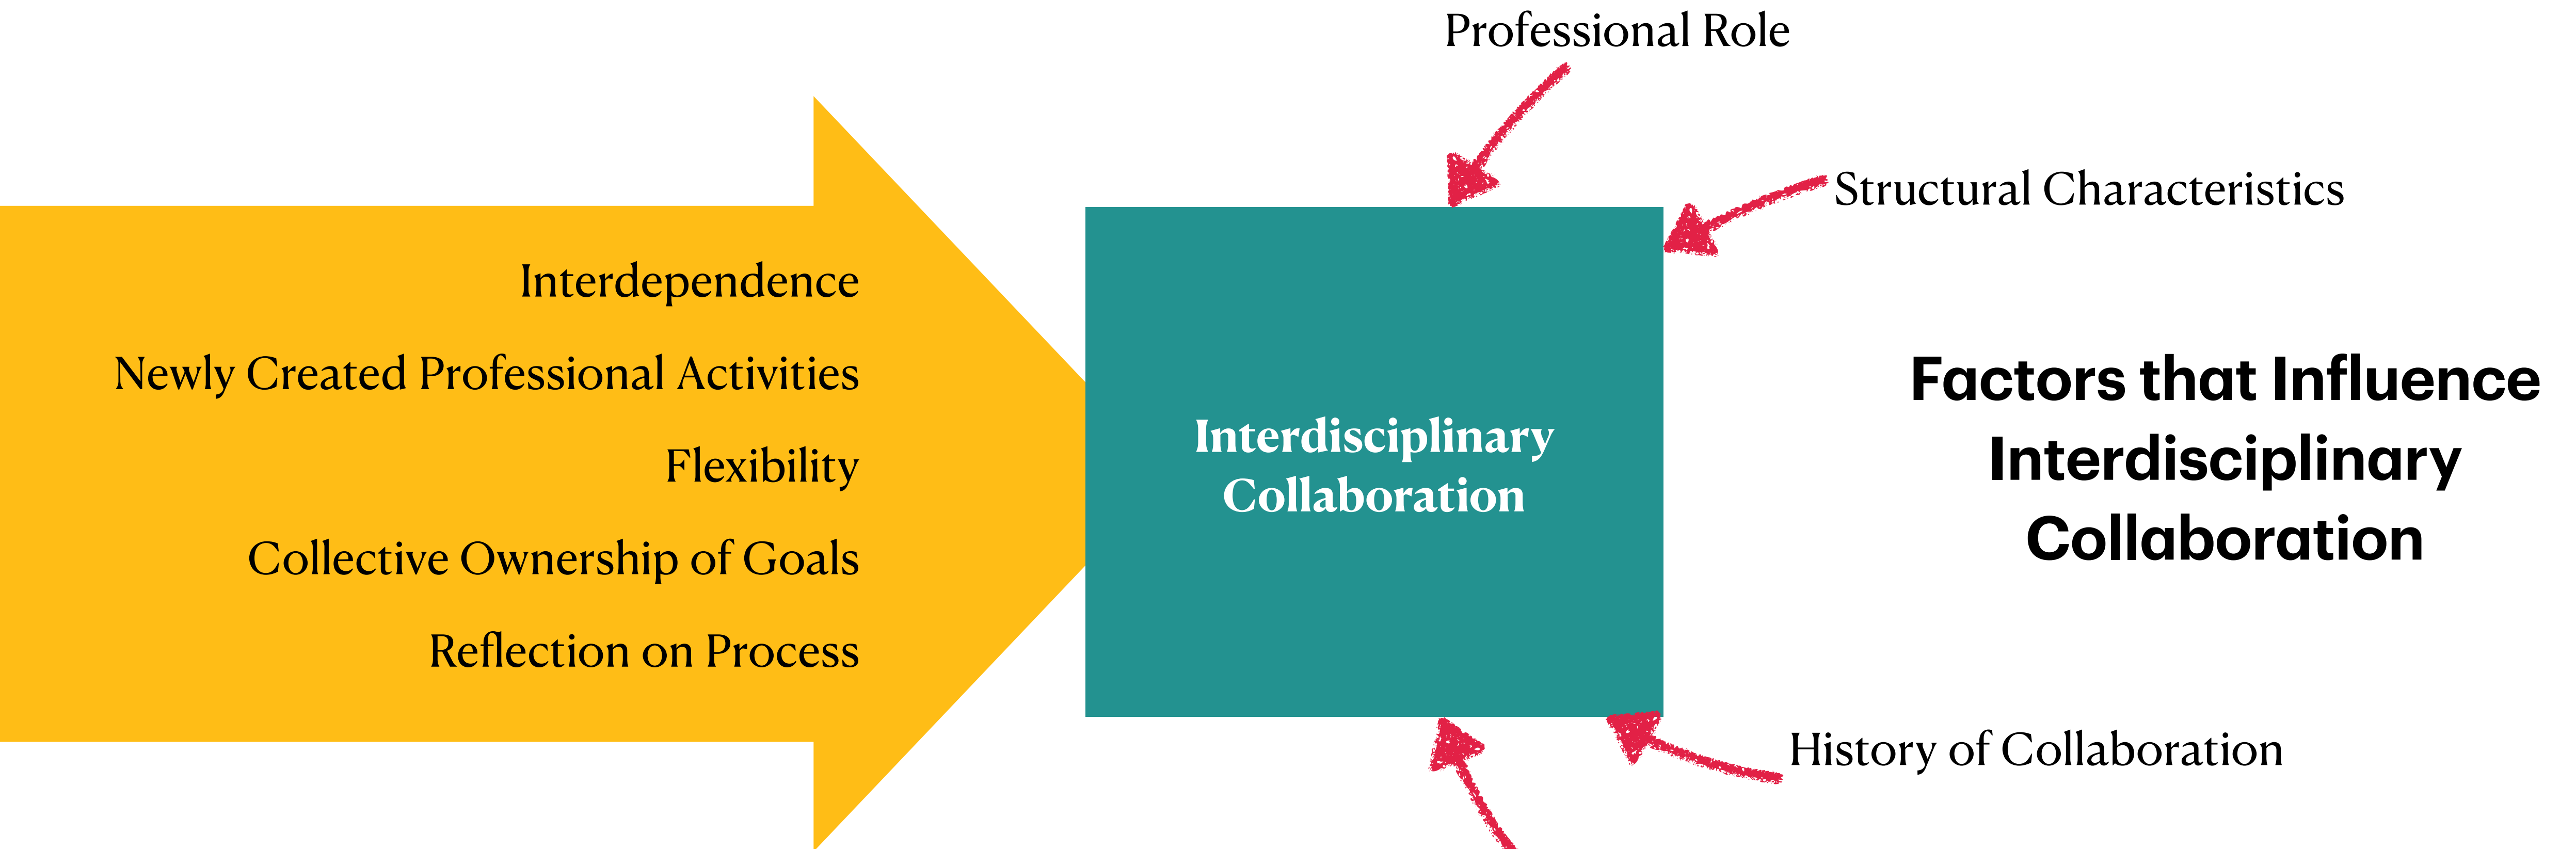 Professional Role
Structural Characteristics
Interdependence
Newly Created Professional Activities
Flexibility
Collective Ownership of Goals
Reflection on Process
Interdisciplinary
Collaboration
Factors that Influence
Interdisciplinary
Collaboration
History of Collaboration